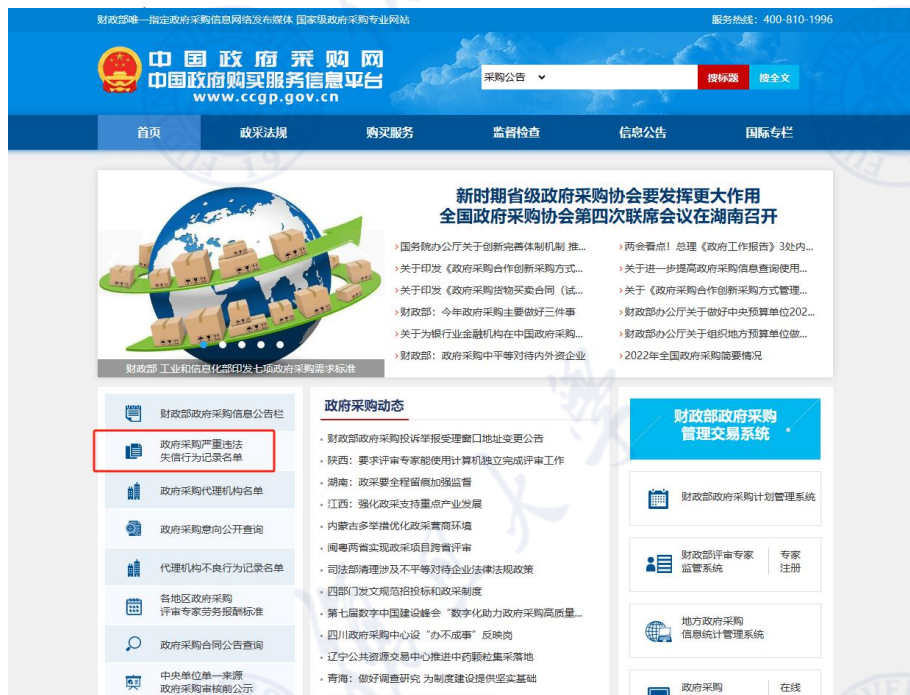 财政部唯一指定政府采购信息网络发布媒体 国家级政府采购专业网站
服务热线：400-810-1996
中国政府采购网
中国政府购买服务信息平台
www.ccgp.gov.cn
采购公告
搜标题
搜全文
首页
政采法规
购买服务
监督检查
信息公告
国际专栏
新时期省级政府采购协会要发挥更大作用
全国政府采购协会第四次联席会议在湖南召开
国务院办公厅关于创新完善体制机制 推...
两会看点！总理《政府工作报告》3处内...
关于印发《政府采购合作创新采购方式...
关于进一步提高政府采购信息查询使用...
关于印发《政府采购货物买卖合同（试...
关于《政府采购合作创新采购方式管理...
财政部：今年政府采购主要做好三件事
财政部办公厅关于做好中央预算单位202...
关于为银行业金融机构在中国政府采购...
财政部办公厅关于组织地方预算单位做...
财政部：政府采购中平等对待内外资企业
2022年全国政府采购简要情况
财政部 工业和信息化部印发七项政府采购需求标准
财政部政府采购信息公告栏
政府采购严重违法
失信行为记录名单
政府采购代理机构名单
政府采购意向公开查询
代理机构不良行为记录名单
各地区政府采购
评审专家劳务报酬标准
政府采购合同公告查询
中央单位单一来源
政府采购审核前公示
政府采购动态
财政部政府采购投诉举报受理窗口地址变更公告
陕西：要求评审专家能使用计算机独立完成评审工作
湖南：政采要全程留痕加强监督
江西：强化政采支持重点产业发展
内蒙古多举措优化政采营商环境
闽粤两省实现政采项目跨省评审
司法部清理涉及不平等对待企业法律法规政策
四部门发文规范招投标和政采制度
第七届数字中国建设峰会“数字化助力政府采购高质量...
四川政府采购中心设“办不成事”反映岗
辽宁公共资源交易中心推进中药颗粒集采落地
青海：做好调查研究 为制度建设提供坚实基础
财政部政府采购
管理交易系统
财政部政府采购计划管理系统
财政部评审专家
监管系统
专家
注册
地方政府采购
信息统计管理系统
政府采购
在线